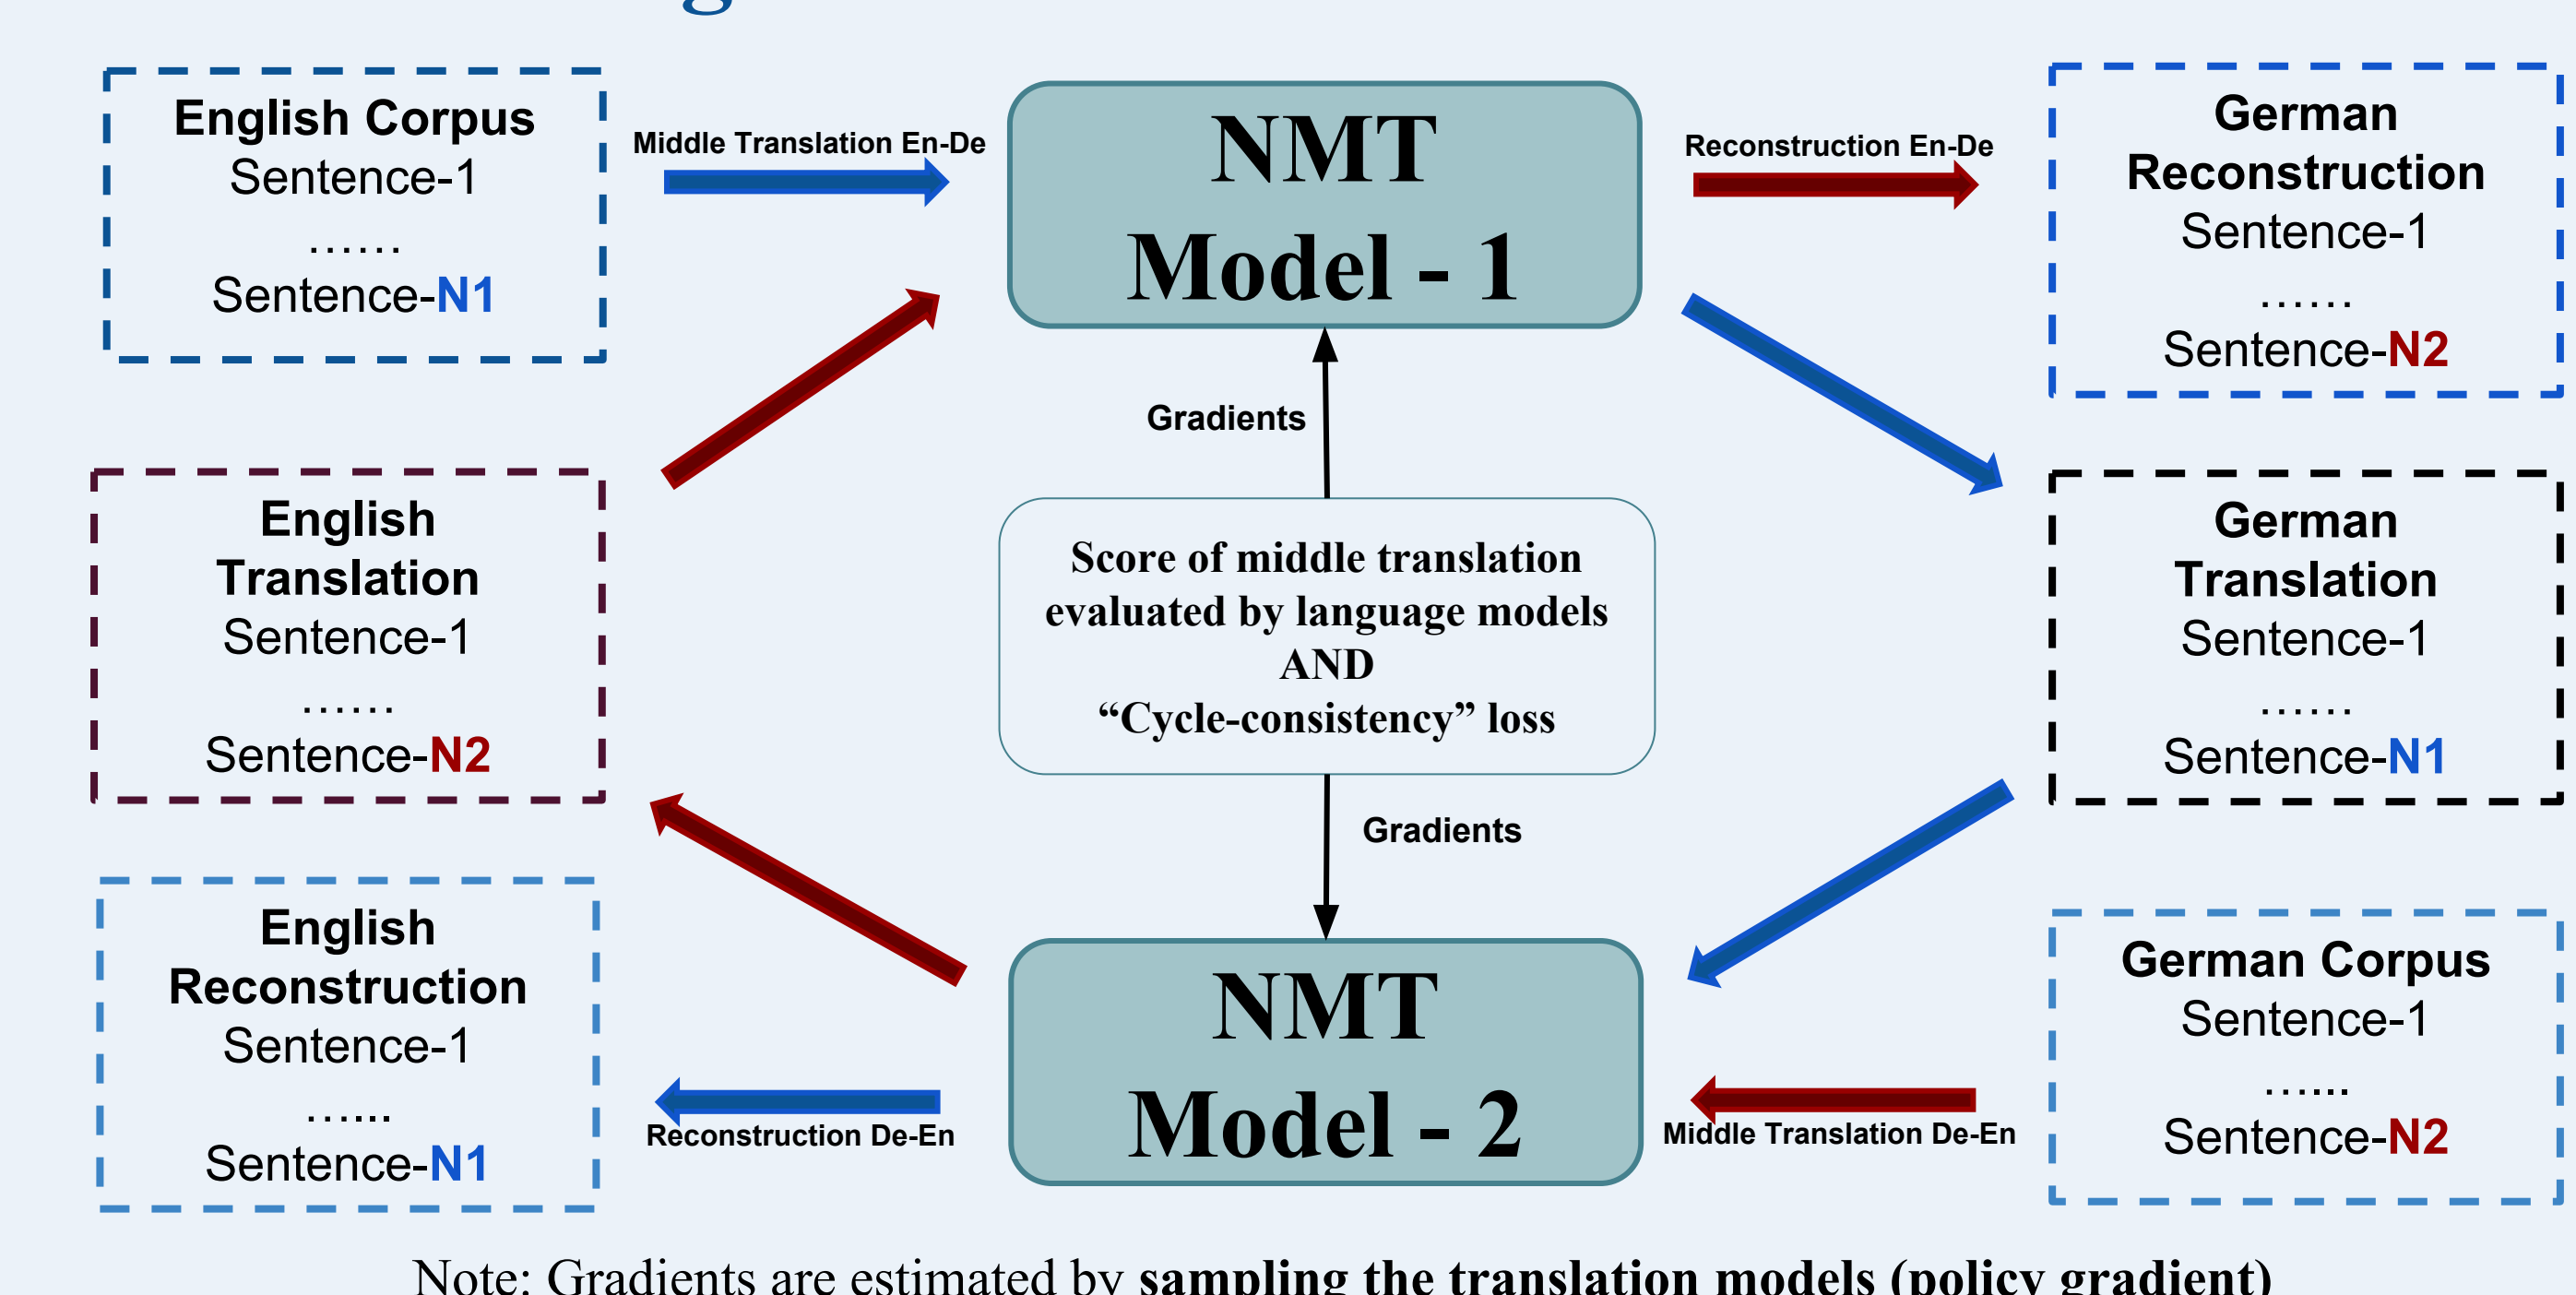 English Corpus
Sentence-1
......
Sentence-N1
Middle Translation En-De
NMT
Model - 1
Reconstruction En-De
German
Reconstruction
Sentence-1
......
Sentence-N2
Gradients
English
Translation
Sentence-1
......
Sentence-N2
Score of middle translation
evaluated by language models
AND
“Cycle-consistency” loss
German
Translation
Sentence-1
......
Sentence-N1
Gradients
English
Reconstruction
Sentence-1
…...
Sentence-N1
Reconstruction De-En
NMT
Model - 2
Middle Translation De-En
German Corpus
Sentence-1
…...
Sentence-N2
Note: Gradients are estimated by sampling the translation models (policy gradient)